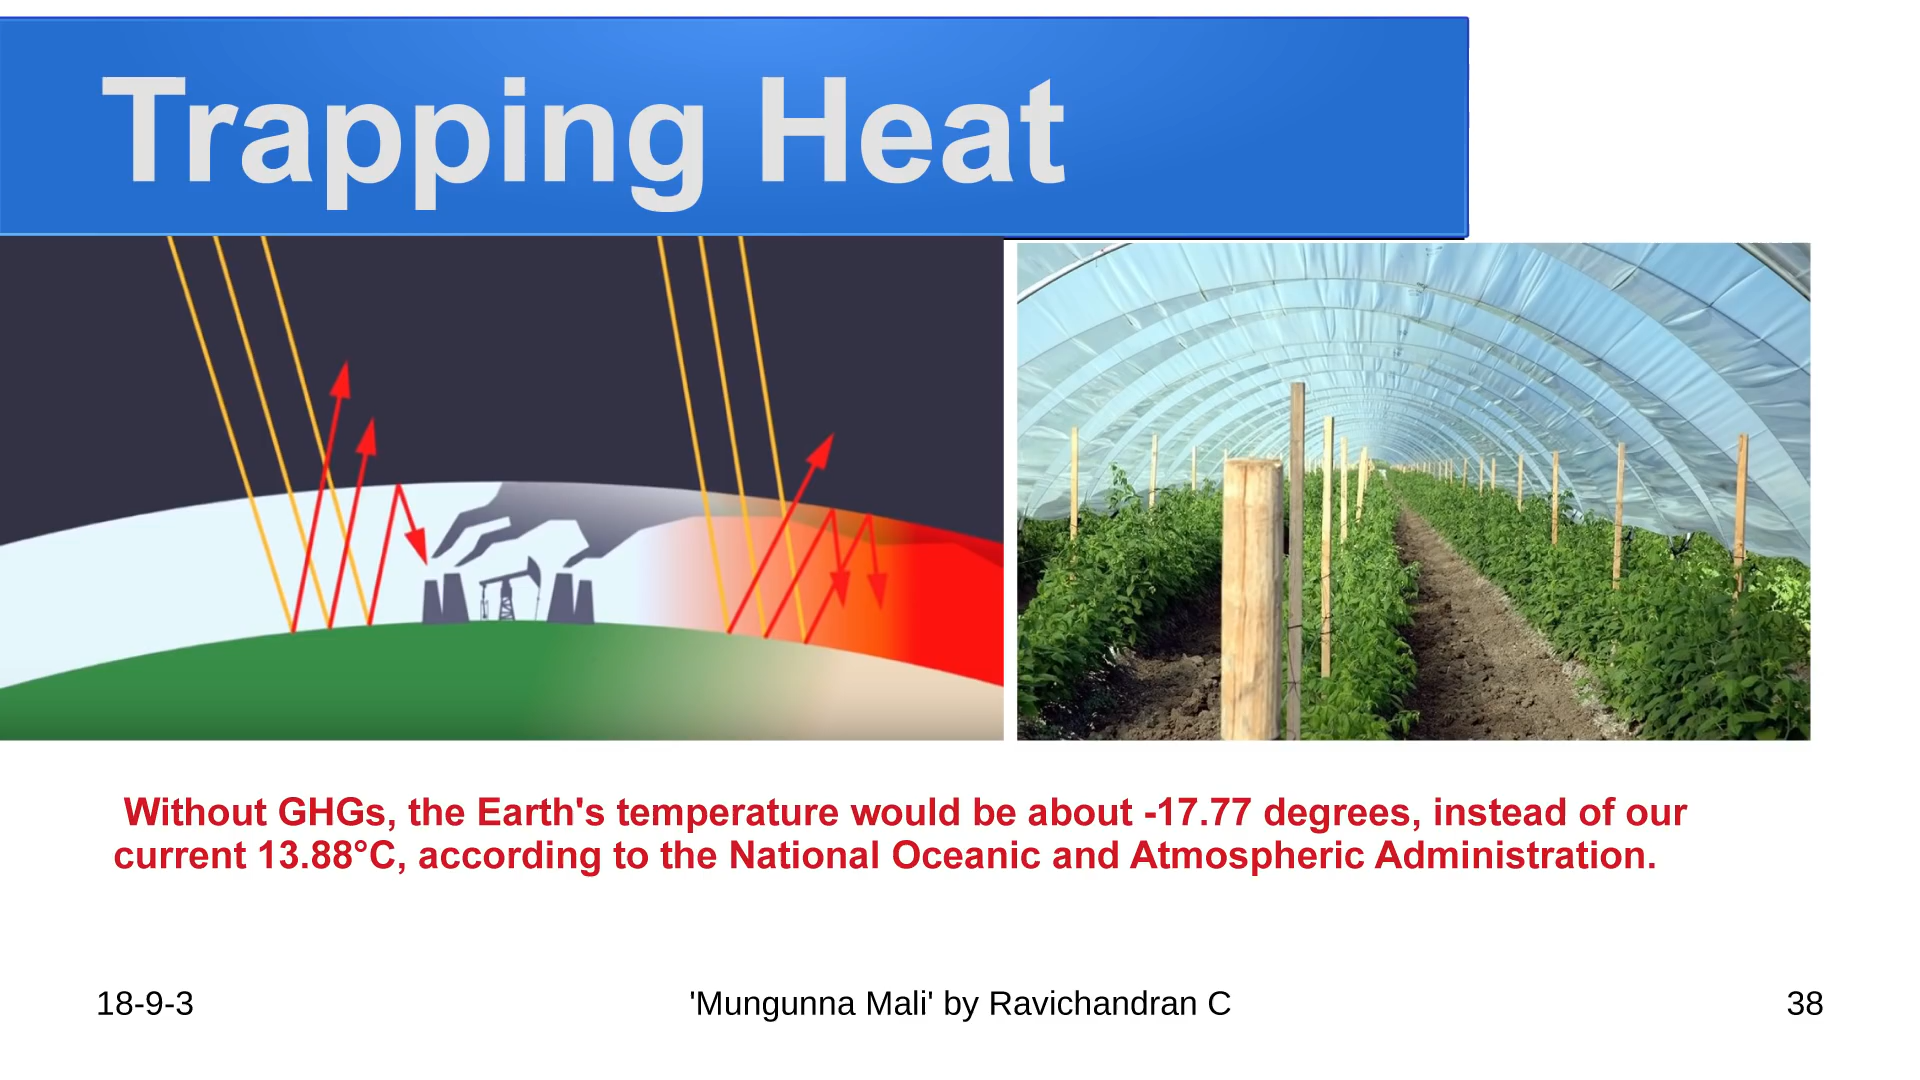 Trapping Heat
Without GHGs, the Earth's temperature would be about -17.77 degrees, instead of our
current 13.88°C, according to the National Oceanic and Atmospheric Administration.
18-9-3
'Mungunna Mali' by Ravichandran C
38